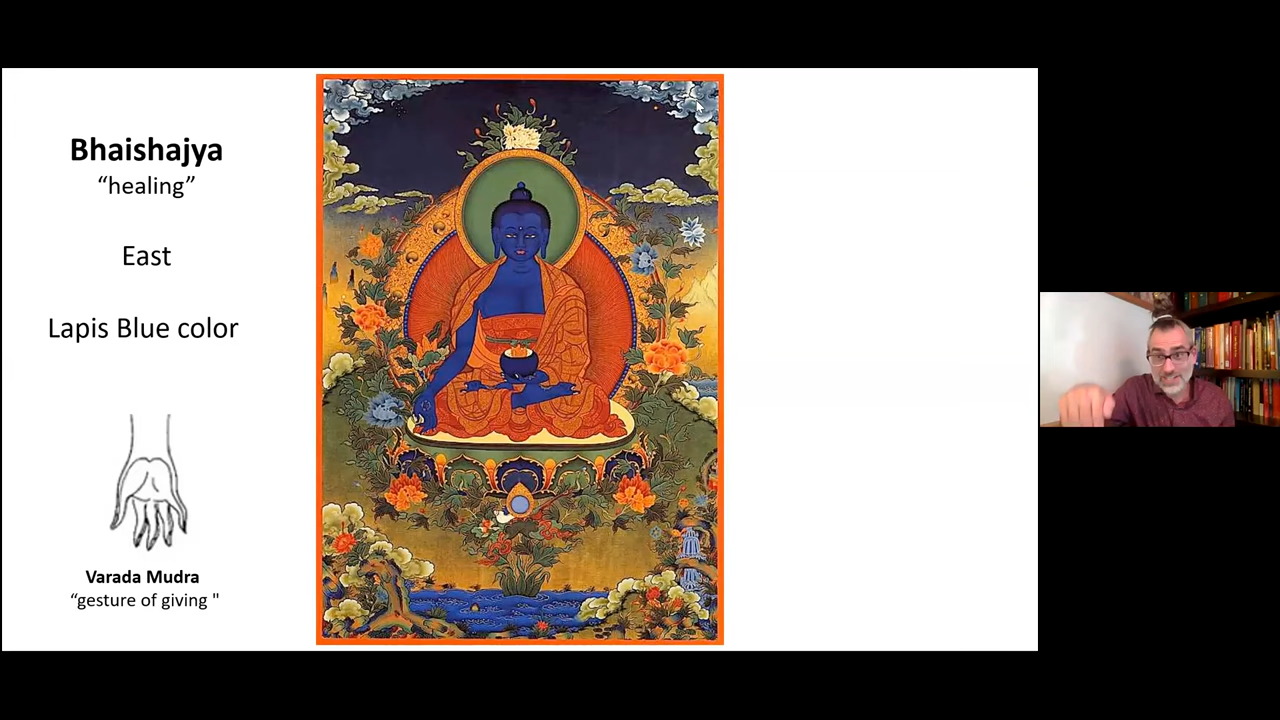 Bhaishajya
“healing”
East
Lapis Blue color
Varada Mudra
“gesture of giving "